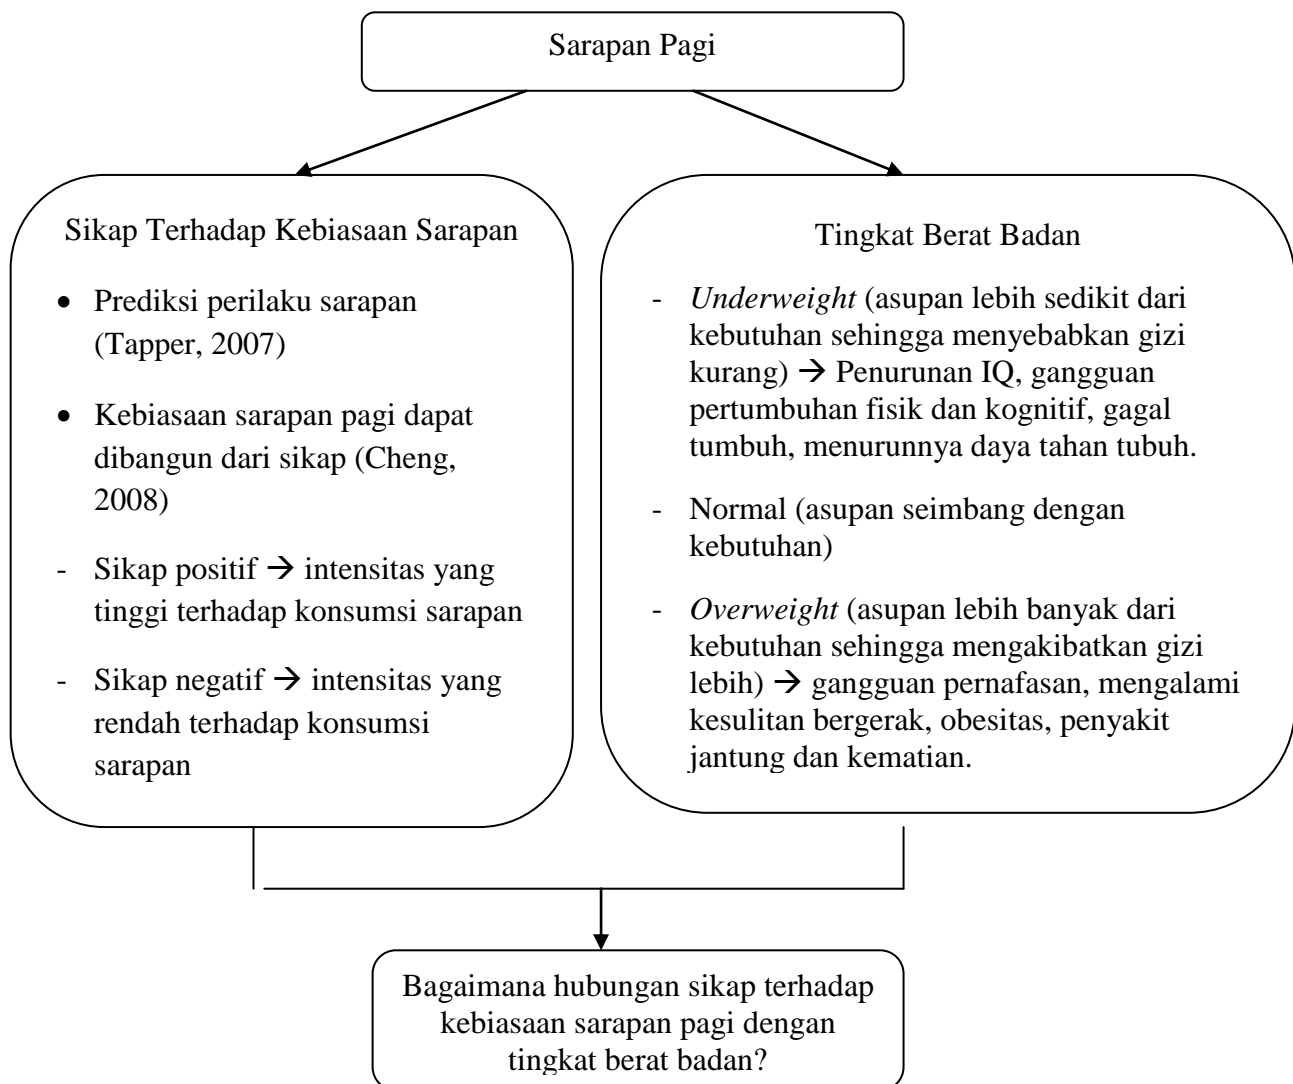 Sarapan Pagi
Sikap Terhadap Kebiasaan Sarapan
• Prediksi perilaku sarapan
(Tapper, 2007)
• Kebiasaan sarapan pagi dapat
dibangun dari sikap (Cheng,
2008)
- Sikap positif → intensitas yang
tinggi terhadap konsumsi sarapan
- Sikap negatif → intensitas yang
rendah terhadap konsumsi
sarapan
Tingkat Berat Badan
- Underweight (asupan lebih sedikit dari
kebutuhan sehingga menyebabkan gizi
kurang) → Penurunan IQ, gangguan
pertumbuhan fisik dan kognitif, gagal
tumbuh, menurunnya daya tahan tubuh.
- Normal (asupan seimbang dengan
kebutuhan)
- Overweight (asupan lebih banyak dari
kebutuhan sehingga mengakibatkan gizi
lebih) → gangguan pernafasan, mengalami
kesulitan bergerak, obesitas, penyakit
jantung dan kematian.
Bagaimana hubungan sikap terhadap
kebiasaan sarapan pagi dengan
tingkat berat badan?